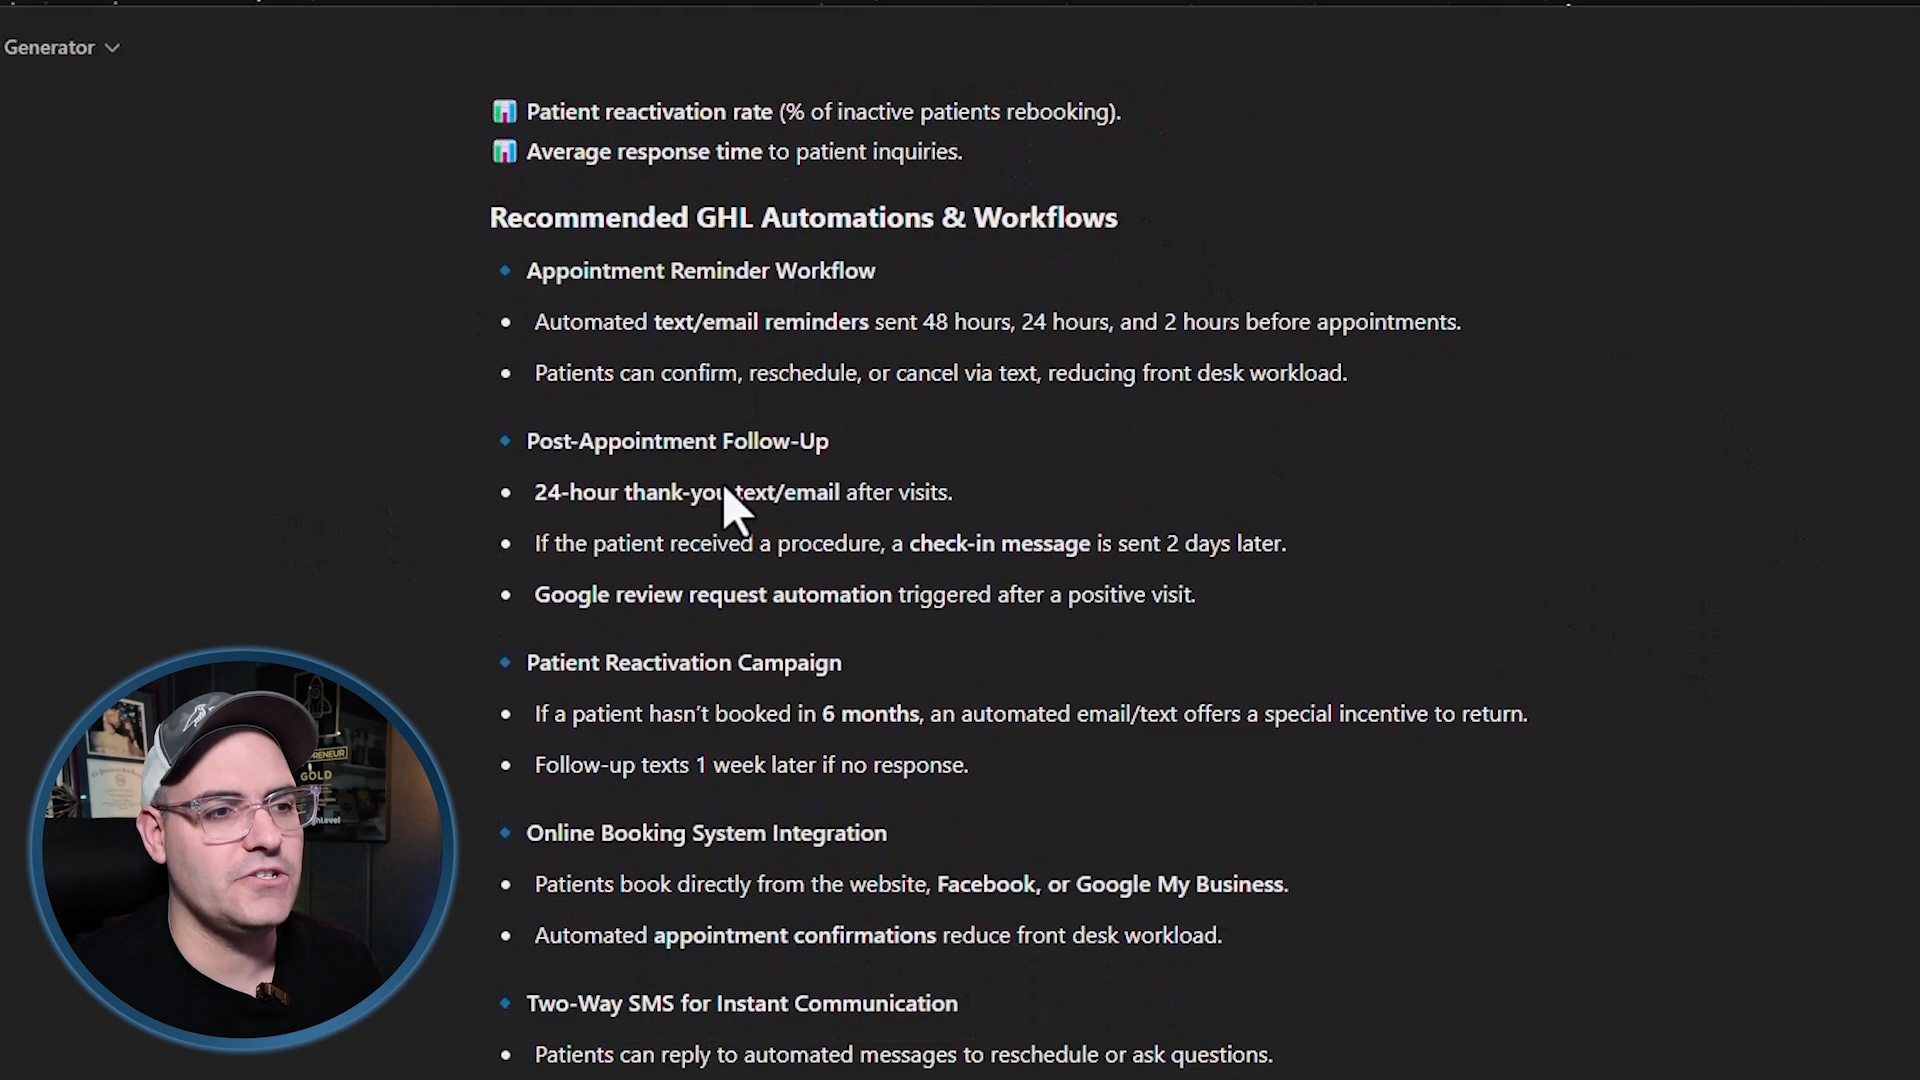 Generator
Patient reactivation rate (% of inactive patients rebooking).
Average response time to patient inquiries.
Recommended GHL Automations & Workflows
Appointment Reminder Workflow
Automated text/email reminders sent 48 hours, 24 hours, and 2 hours before appointments.
Patients can confirm, reschedule, or cancel via text, reducing front desk workload.
Post-Appointment Follow-Up
24-hour thank-you text/email after visits.
If the patient received a procedure, a check-in message is sent 2 days later.
Google review request automation triggered after a positive visit.
Patient Reactivation Campaign
If a patient hasn’t booked in 6 months, an automated email/text offers a special incentive to return.
Follow-up texts 1 week later if no response.
Online Booking System Integration
Patients book directly from the website, Facebook, or Google My Business.
Automated appointment confirmations reduce front desk workload.
Two-Way SMS for Instant Communication
Patients can reply to automated messages to reschedule or ask questions.
GOLD